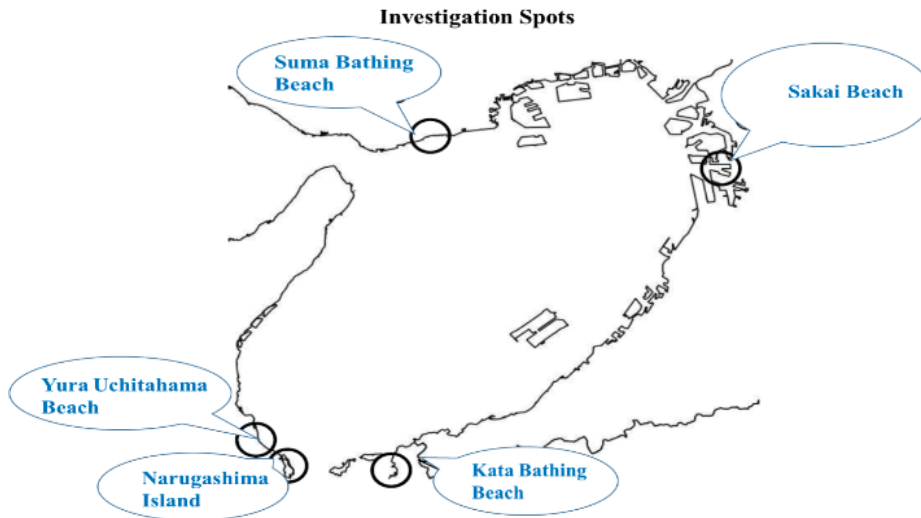 Investigation Spots
Suma Bathing
Beach
Sakai Beach
Yura Uchitahama
Beach
Narugashima
Island
Kata Bathing
Beach